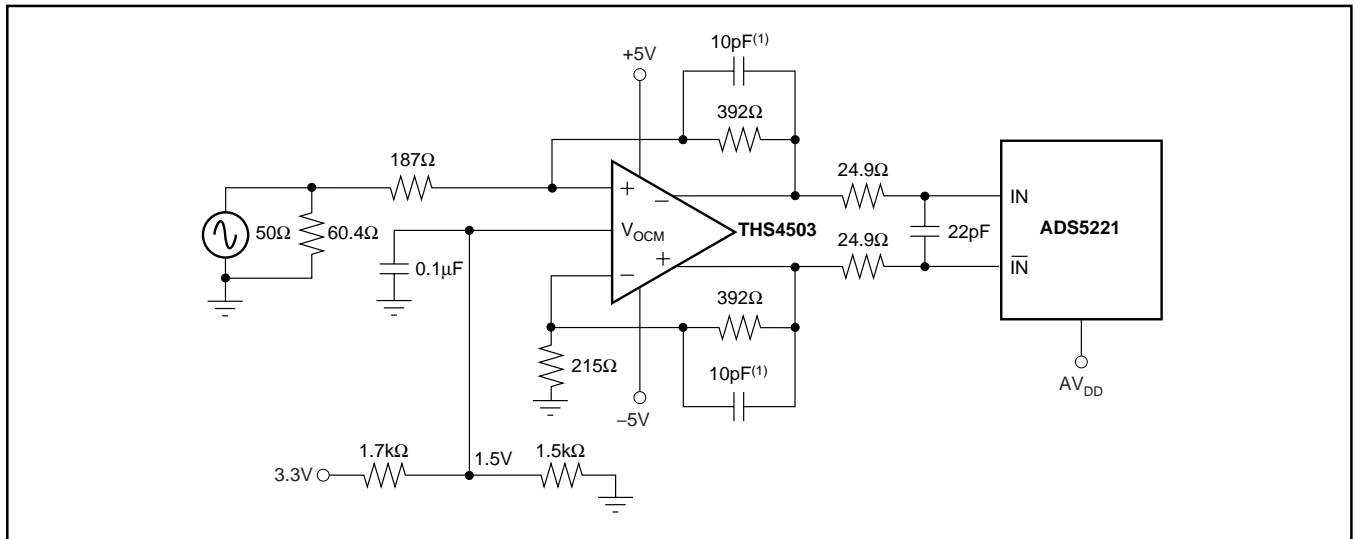 10pF(1)
+5V
392Ω
187Ω
24.9Ω
+
−
IN
50Ω
60.4Ω
VOCM
THS4503
22pF
ADS5221
24.9Ω
0.1µF
−
+
IN
392Ω
215Ω
10pF(1)
AVDD
−5V
1.7kΩ
1.5V
1.5kΩ
3.3V